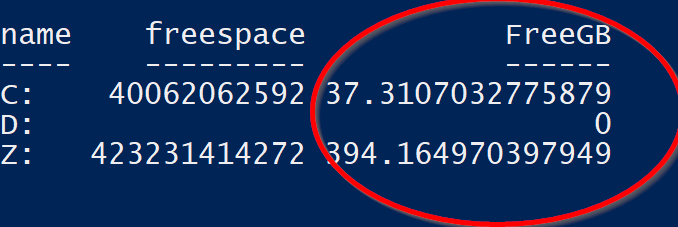 name    freespace           FreeGB
----    ---------           ------
C:    40062062592 37.3107032775879
D:                               0
Z:   423231414272 394.164970397949